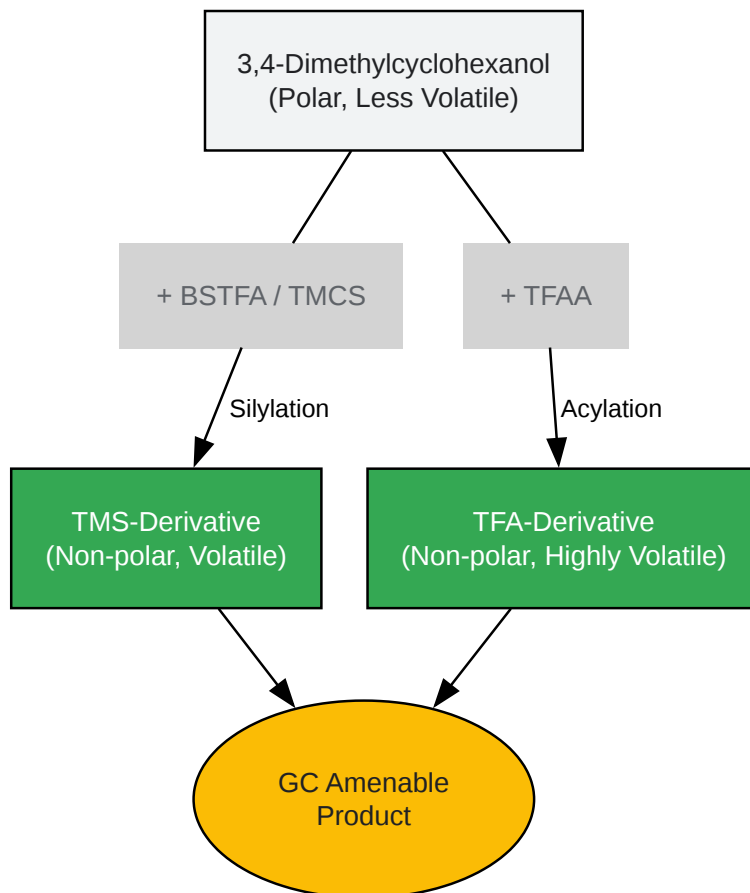 3,4-Dimethylcyclohexanol
(Polar, Less Volatile)
+ BSTFA / TMCS
+ TFAA
Silylation
Acylation
TMS-Derivative
(Non-polar, Volatile)
TFA-Derivative
(Non-polar, Highly Volatile)
GC Amenable
Product